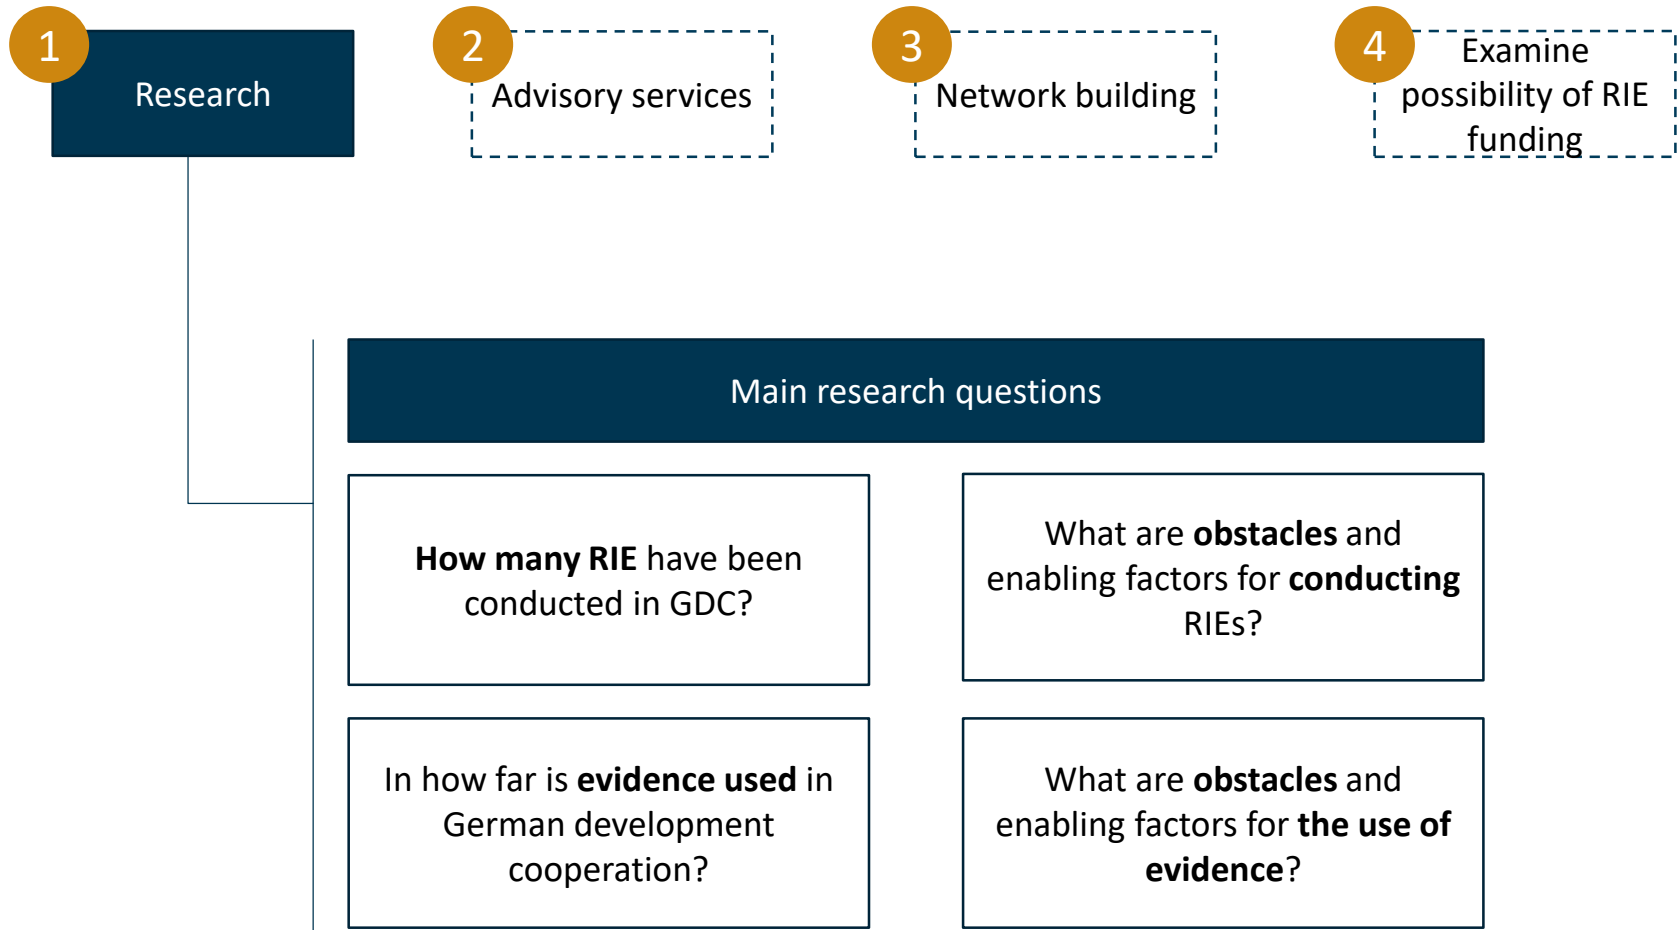 1
Research
2
Advisory services
3
Network building
4
Examine
possibility of RIE
funding
Main research questions
How many RIE have been
conducted in GDC?
What are obstacles and
enabling factors for conducting
RIEs?
In how far is evidence used in
German development
cooperation?
What are obstacles and
enabling factors for the use of
evidence?